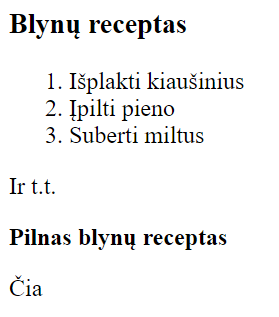 Blynų receptas
1. Išplakti kiaušinius
2. Įpilti pieno
3. Suberti miltus
Ir t.t.
Pilnas blynų receptas
Čia